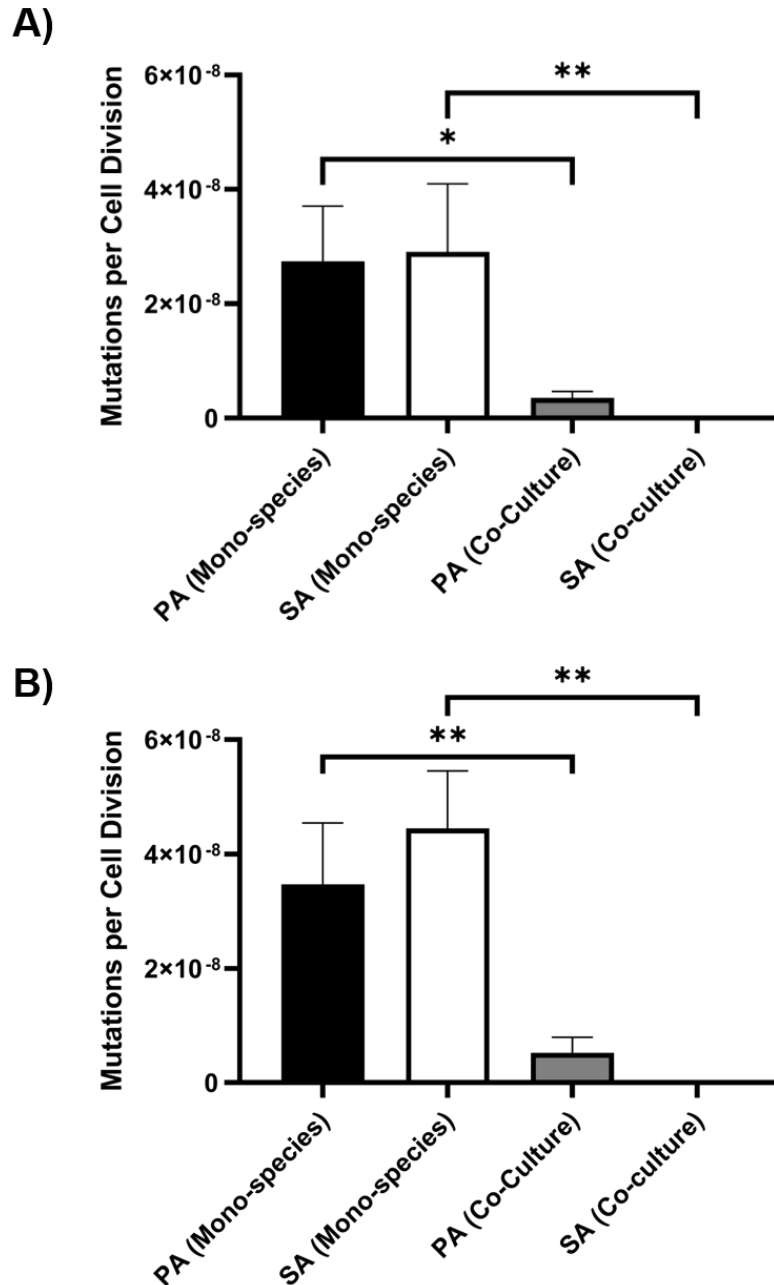 A)
Mutations per Cell Division
6×10⁻⁸
4×10⁻⁸
2×10⁻⁸
0
**
*
PA (Mono-species)
SA (Mono-species)
PA (Co-Culture)
SA (Co-culture)
B)
Mutations per Cell Division
6×10⁻⁸
4×10⁻⁸
2×10⁻⁸
0
**
**
PA (Mono-species)
SA (Mono-species)
PA (Co-Culture)
SA (Co-culture)